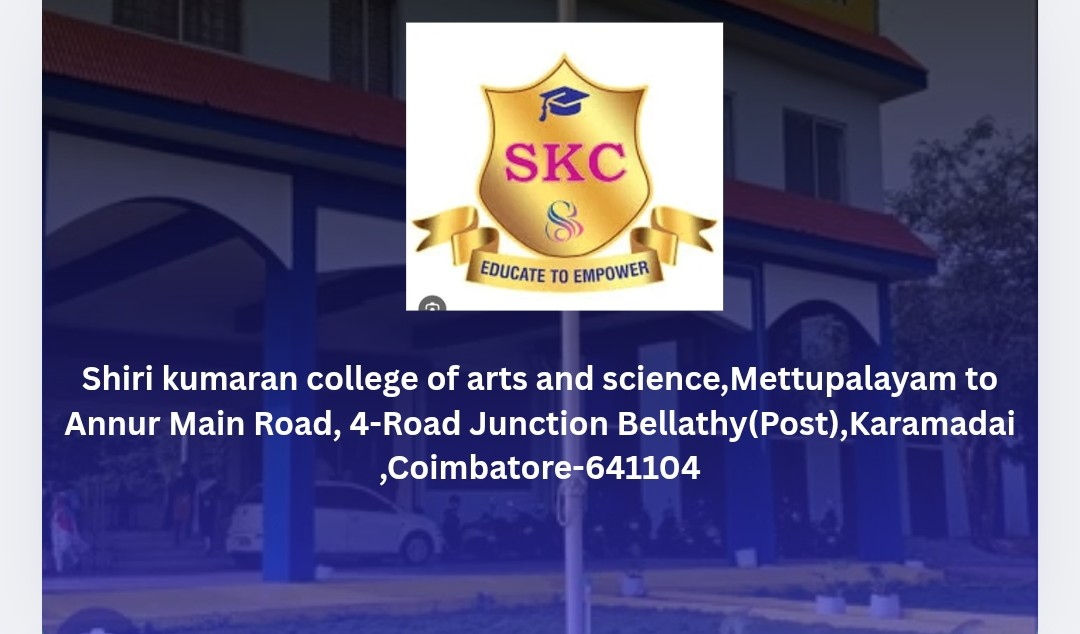 SKC
EDUCATE TO EMPOWER
Shiri kumaran college of arts and science,Mettupalayam to
Annur Main Road, 4-Road Junction Bellathy(Post),Karamadai
,Coimbatore-641104